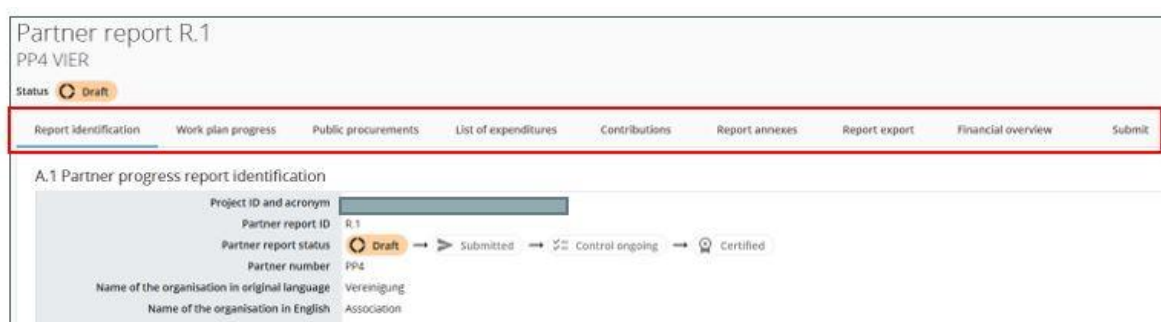 Partner report R.1
PP4 VIER
Status Draft
Report identification Work plan progress Public procurements List of expenditures Contributions Report annexes Report export Financial overview Submit
A.1 Partner progress report identification
Project ID and acronym
Partner report ID R.1
Partner report status Draft → Submitted → Control ongoing → Certified
Partner number PP4
Name of the organisation in original language Vereinigung
Name of the organisation in English Association